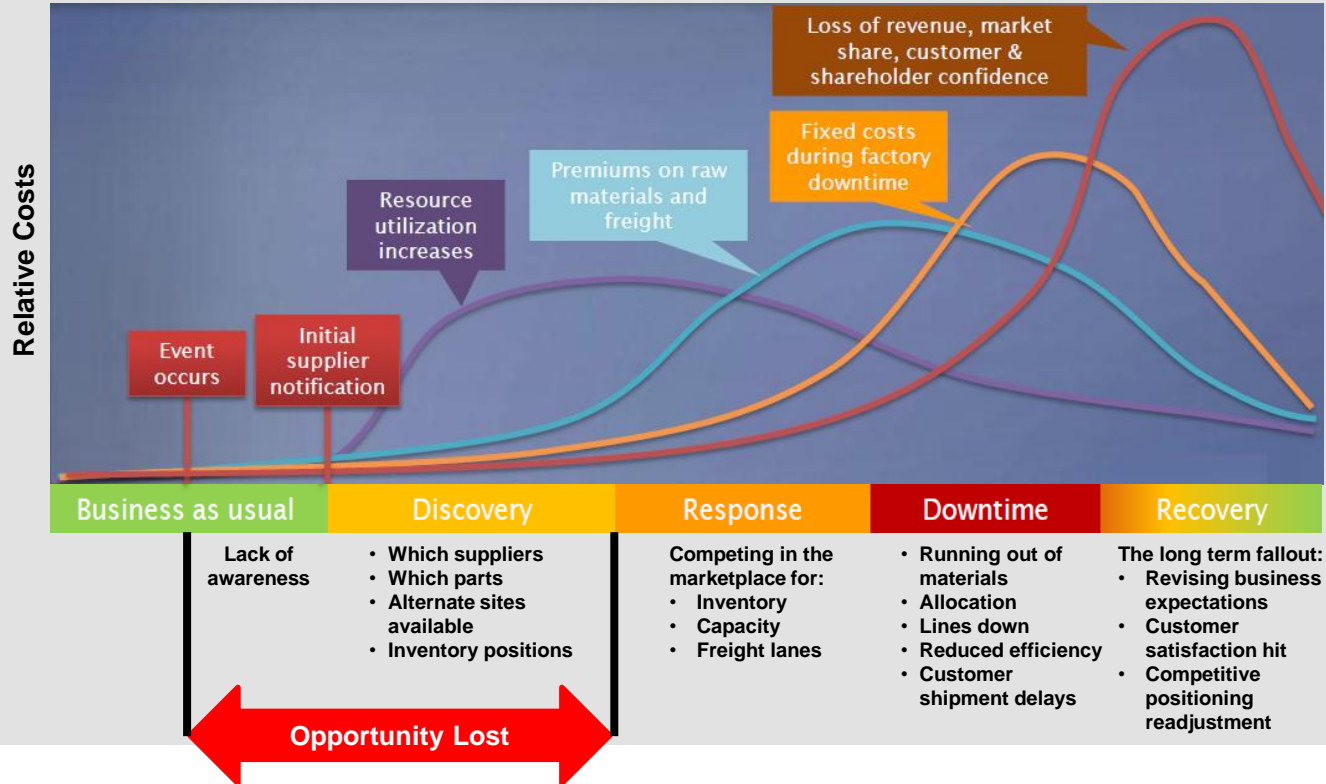 Relative Costs
Loss of revenue, market
share, customer &
shareholder confidence
Fixed costs
during factory
downtime
Premiums on raw
materials and
freight
Resource
utilization
increases
Event
occurs
Initial
supplier
notification
Business as usual
Discovery
Response
Downtime
Recovery
Lack of
awareness
• Which suppliers
• Which parts
• Alternate sites
available
• Inventory positions
Competing in the
marketplace for:
• Inventory
• Capacity
• Freight lanes
• Running out of
materials
• Allocation
• Lines down
• Reduced efficiency
• Customer
shipment delays
The long term fallout:
• Revising business
expectations
• Customer
satisfaction hit
• Competitive
positioning
readjustment
Opportunity Lost